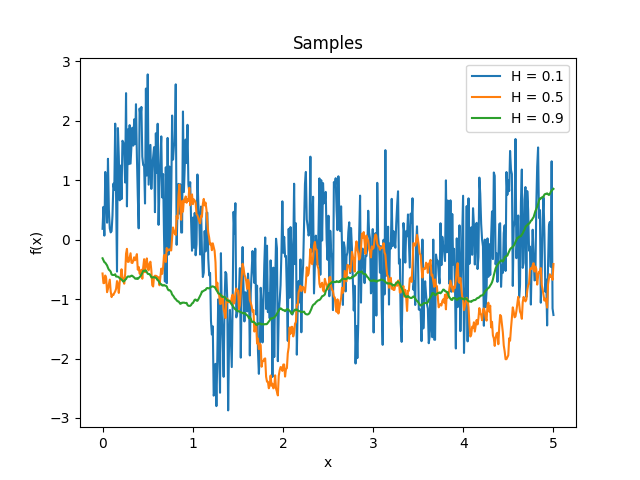 Samples
H = 0.1
H = 0.5
H = 0.9
f(x)
3
2
1
0
−1
−2
−3
0 1 2 3 4 5
x